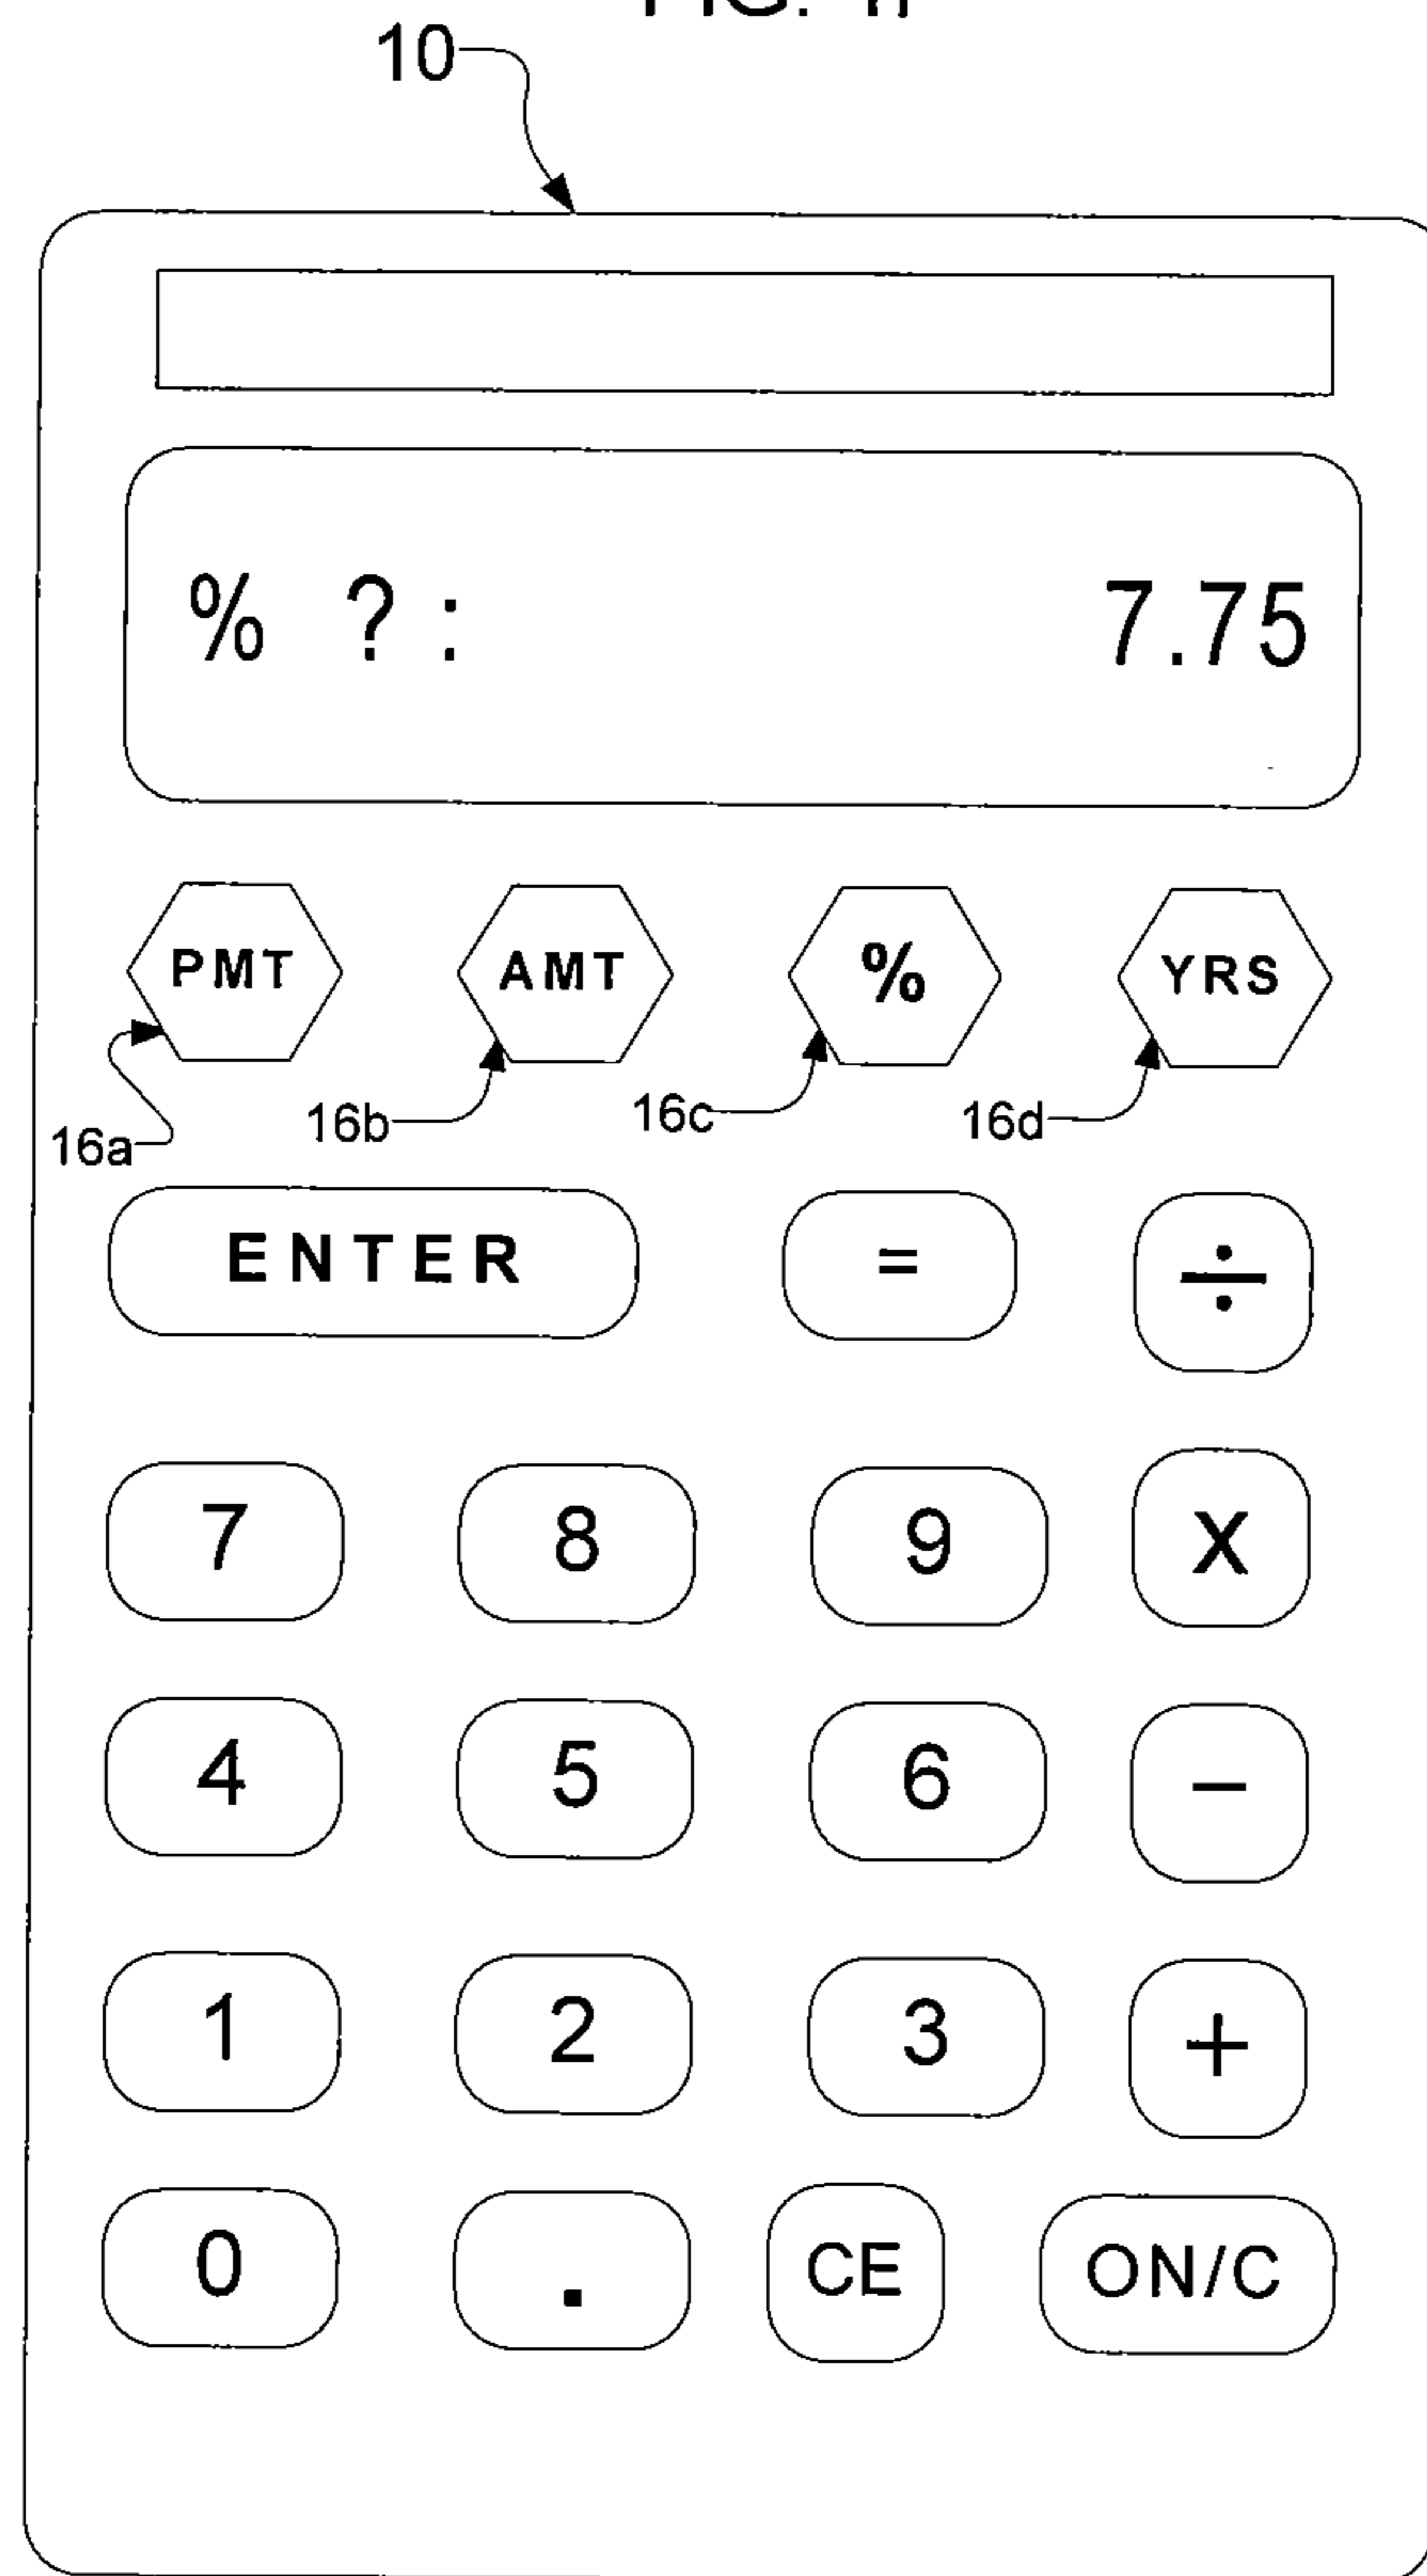 FIG.
10
% ?: 7.75
PMT AMT % YRS
16a 16b 16c 16d
ENTER = ÷
7 8 9 X
4 5 6 −
1 2 3 +
0 . CE ON/C